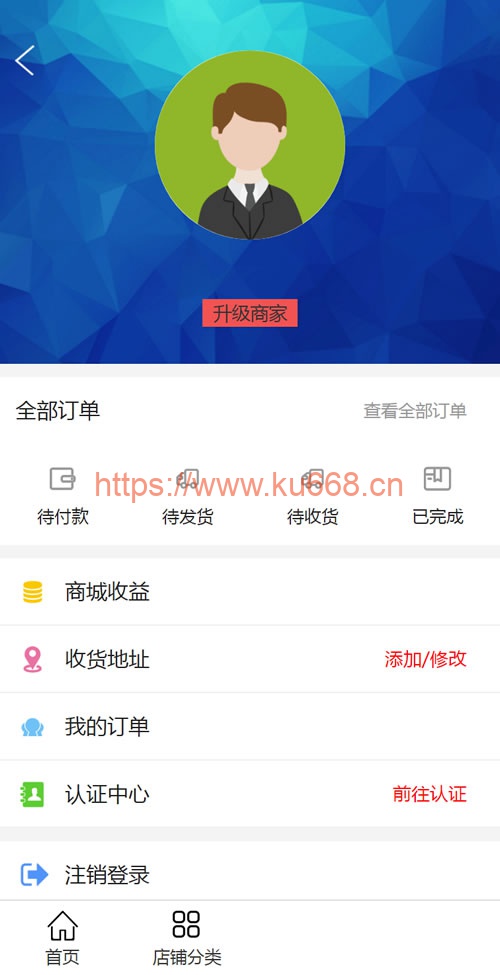 升级商家
全部订单 查看全部订单
https://www.ku668.cn
待付款 待发货 待收货 已完成
商城收益
收货地址 添加/修改
我的订单
认证中心 前往认证
注销登录
首页 店铺分类